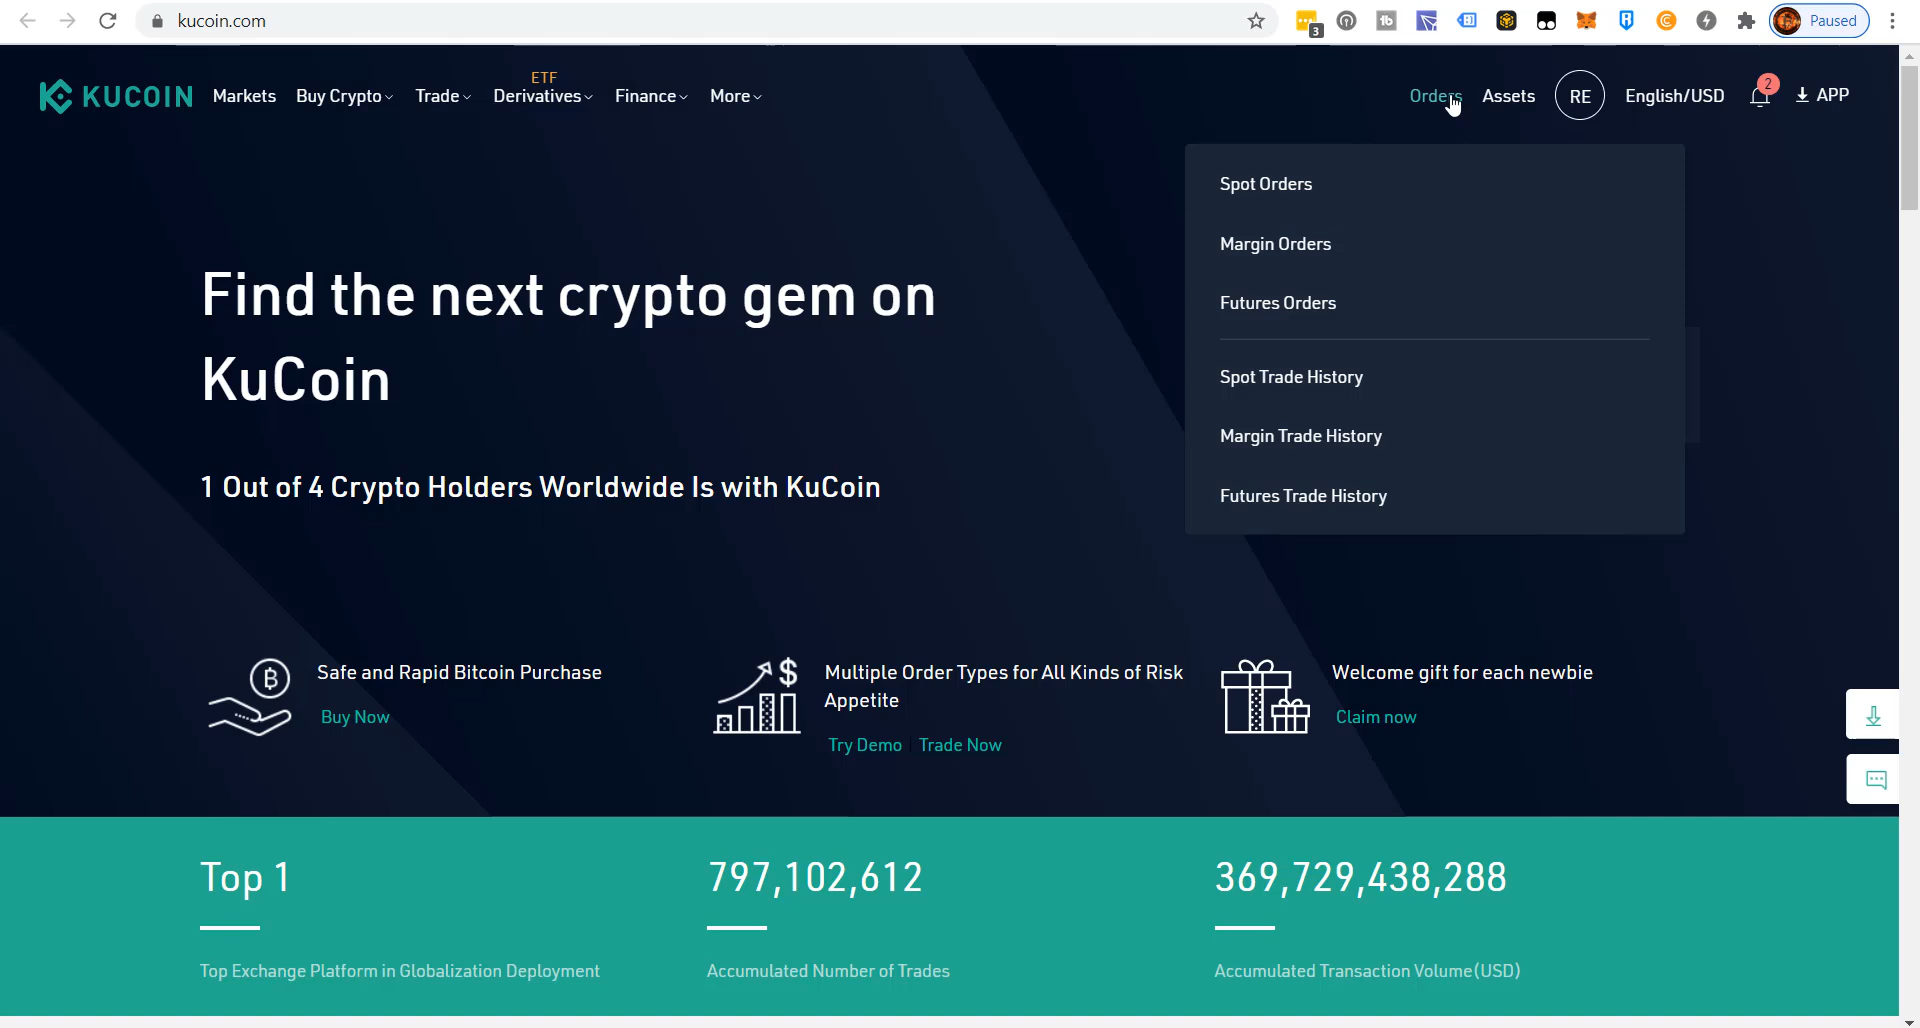 kucoin.com
3
Paused
KUCOIN
Markets
Buy Crypto
Trade
ETF
Derivatives
Finance
More
Orders
Assets
RE
English/USD
2
APP
Spot Orders
Margin Orders
Futures Orders
Spot Trade History
Margin Trade History
Futures Trade History
Find the next crypto gem on
KuCoin
1 Out of 4 Crypto Holders Worldwide Is with KuCoin
Safe and Rapid Bitcoin Purchase
Buy Now
Multiple Order Types for All Kinds of Risk
Appetite
Try Demo
Trade Now
Welcome gift for each newbie
Claim now
Top 1
Top Exchange Platform in Globalization Deployment
797,102,612
Accumulated Number of Trades
369,729,438,288
Accumulated Transaction Volume(USD)